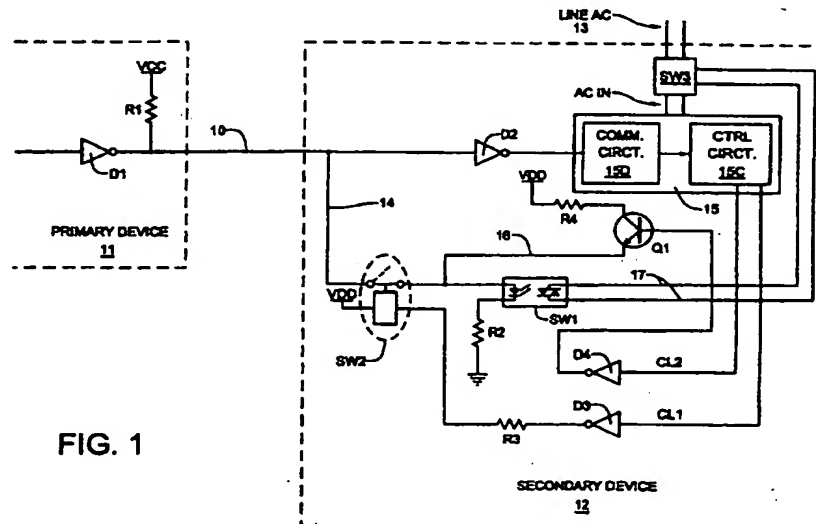 LINE AC
13
VCC
SW3
R1
AC IN
10
D2
COMM.
CIRCT.
15D
CTRL
CIRCT.
15C
D1
VDD
14
R4
15
PRIMARY DEVICE
11
16
Q1
17
VDD
R2
SW1
SW2
D4
CL2
D3
CL1
R3
FIG. 1
SECONDARY DEVICE
12